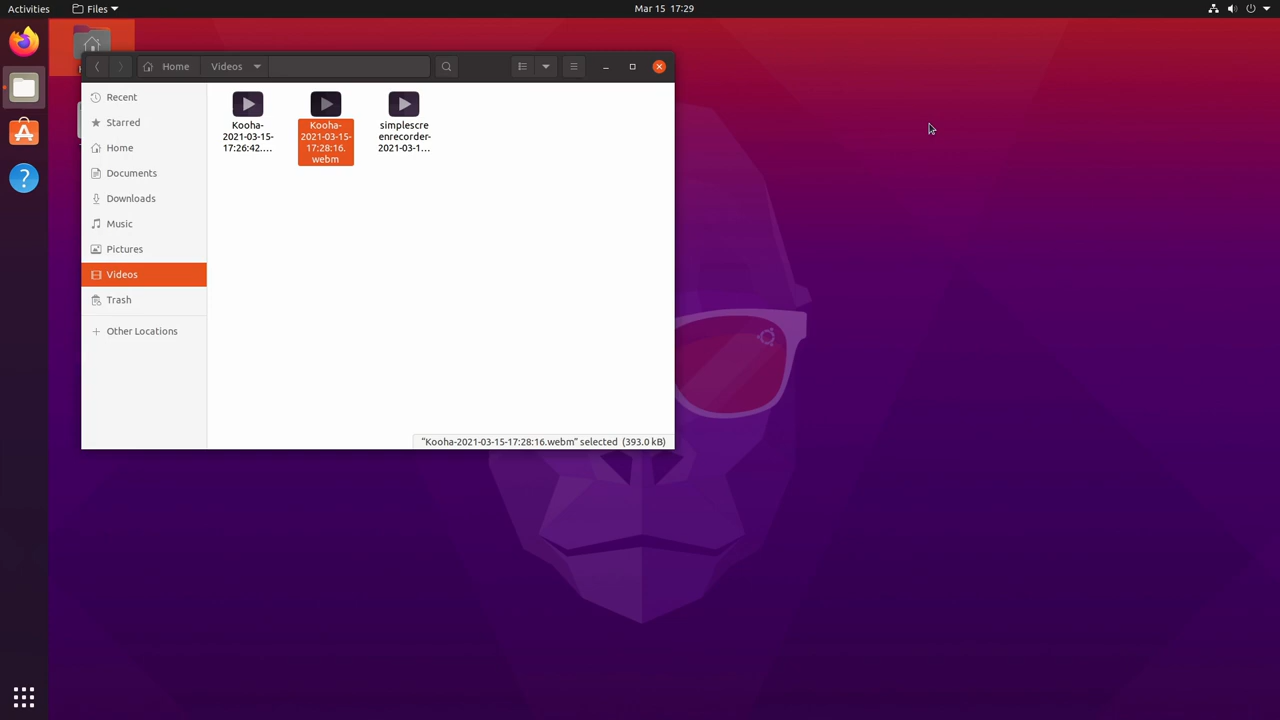 Activities
Files
Mar 15 17:29
Home
Videos
Recent
Starred
Home
Documents
Downloads
Music
Pictures
Videos
Trash
Other Locations
Kooha-
2021-03-15-
17:26:42.…
Kooha-
2021-03-15-
17:28:16.
webm
simplescre
enrecorder-
2021-03-1…
“Kooha-2021-03-15-17:28:16.webm” selected (393.0 kB)